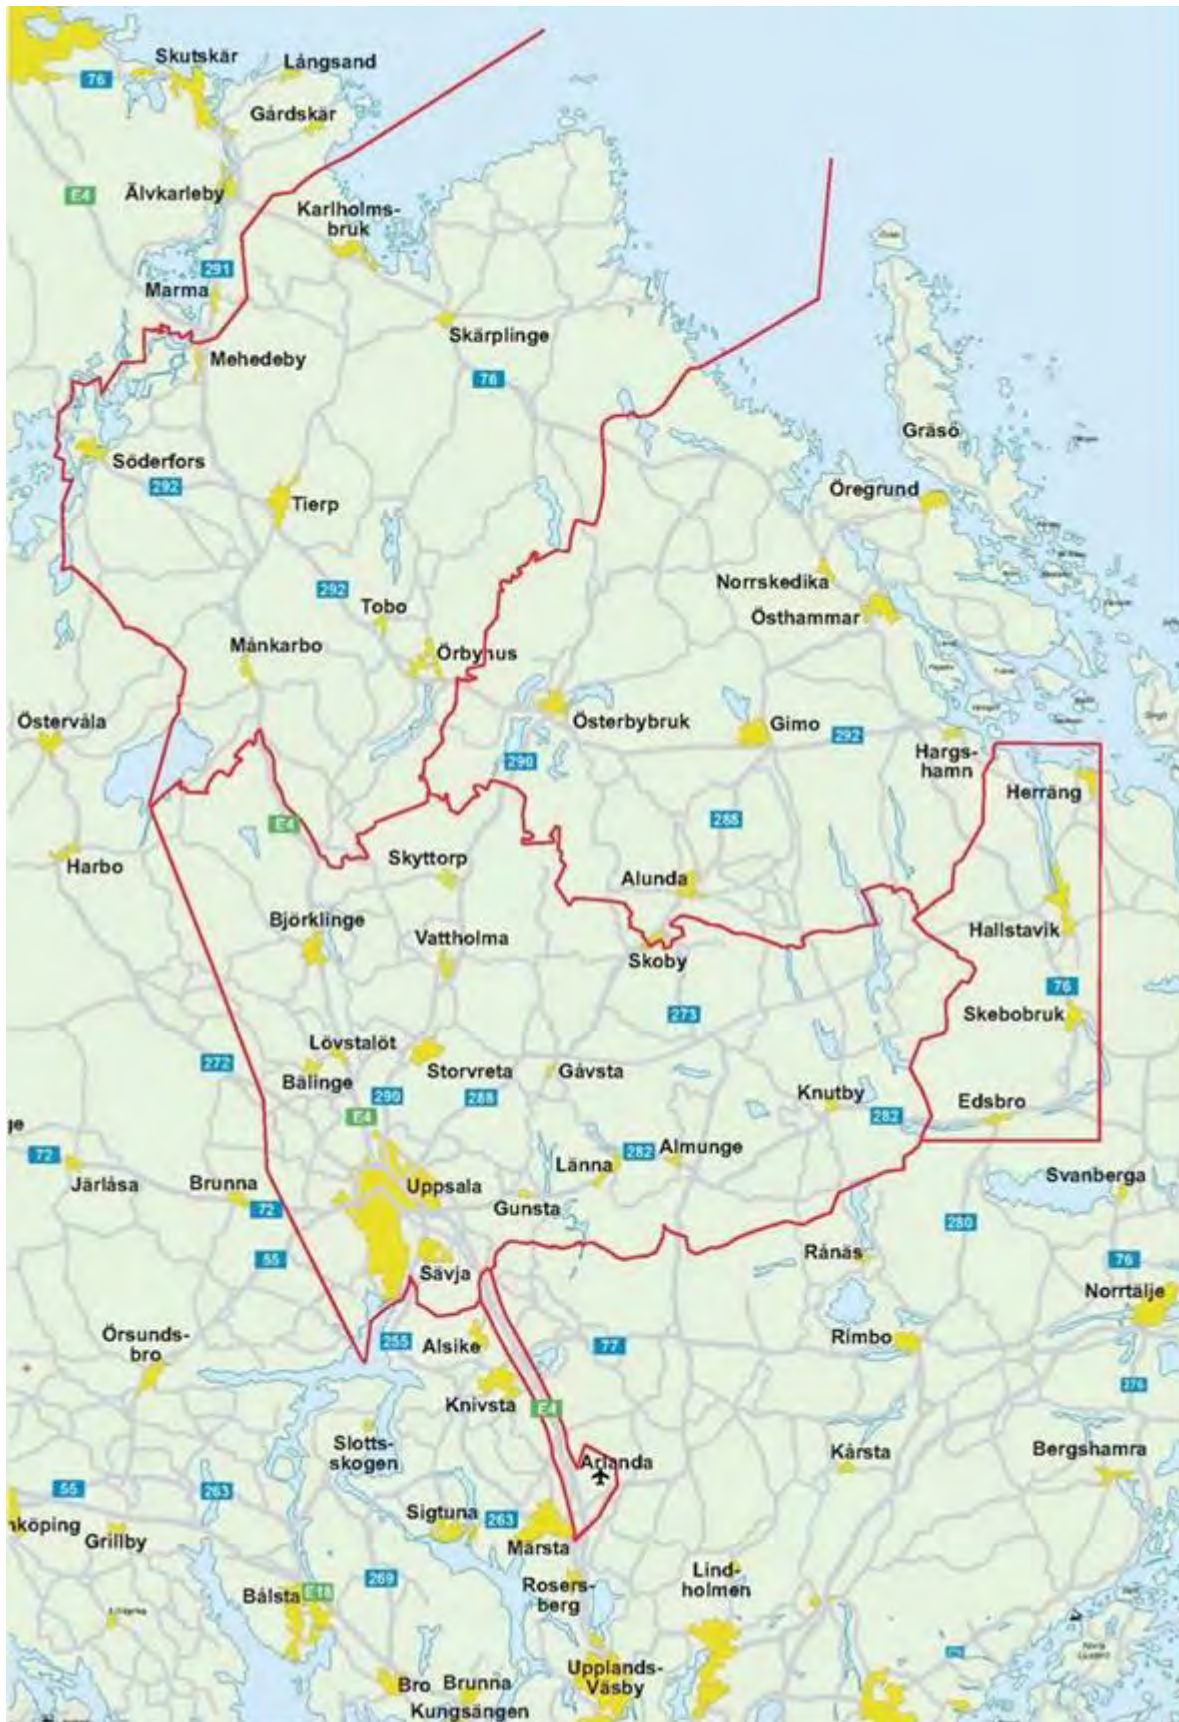 Skutskär
Långsand
76
Gårdskär
E4
Älvkarleby
Karlholms-
bruk
291
Marma
Skärplinge
Mehedeby
76
Gräsö
Söderfors
292
Tierp
Öregrund
292
Norrskedika
Tobo
Östhammar
Månkarbo
Örbyhus
Östervåla
Österbybruk
Gimo
292
290
Hargs-
hamn
Herräng
E4
288
Harbo
Skyttorp
Alunda
Björklinge
Vattholma
Hallstavik
Skoby
76
273
Skebobruk
Lövstalöt
272
Bälinge
Storvreta
Gåvsta
290
288
Knutby
Edsbro
E4
282
72
Länna
282
Almunge
Järlåsa
Brunna
Uppsala
Svanberga
72
Gunsta
280
55
Sävja
Rånäs
76
Norrtälje
Örsunds-
bro
255
Alsike
77
Rimbo
276
Knivsta
E4
Slotts-
skogen
Arlanda
Kårsta
Bergshamra
55
263
Sigtuna
263
nköping
Grillby
Märsta
Lind-
holmen
269
Rosers-
berg
Bålsta
E18
Upplands-
Väsby
Bro
Brunna
Kungsängen